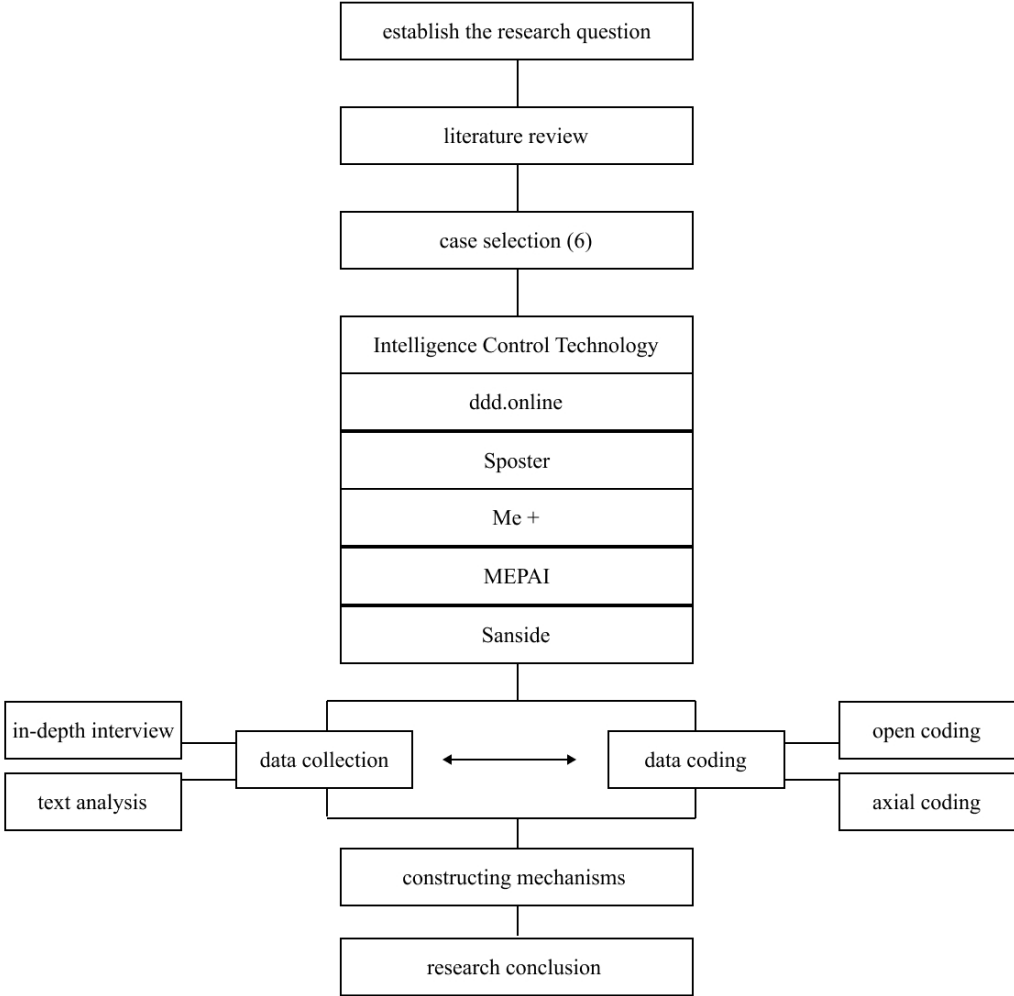 establish the research question
literature review
case selection (6)
Intelligence Control Technology
ddd.online
Sposter
Me +
MEPAI
Sanside
in-depth interview
text analysis
data collection
data coding
open coding
axial coding
constructing mechanisms
research conclusion